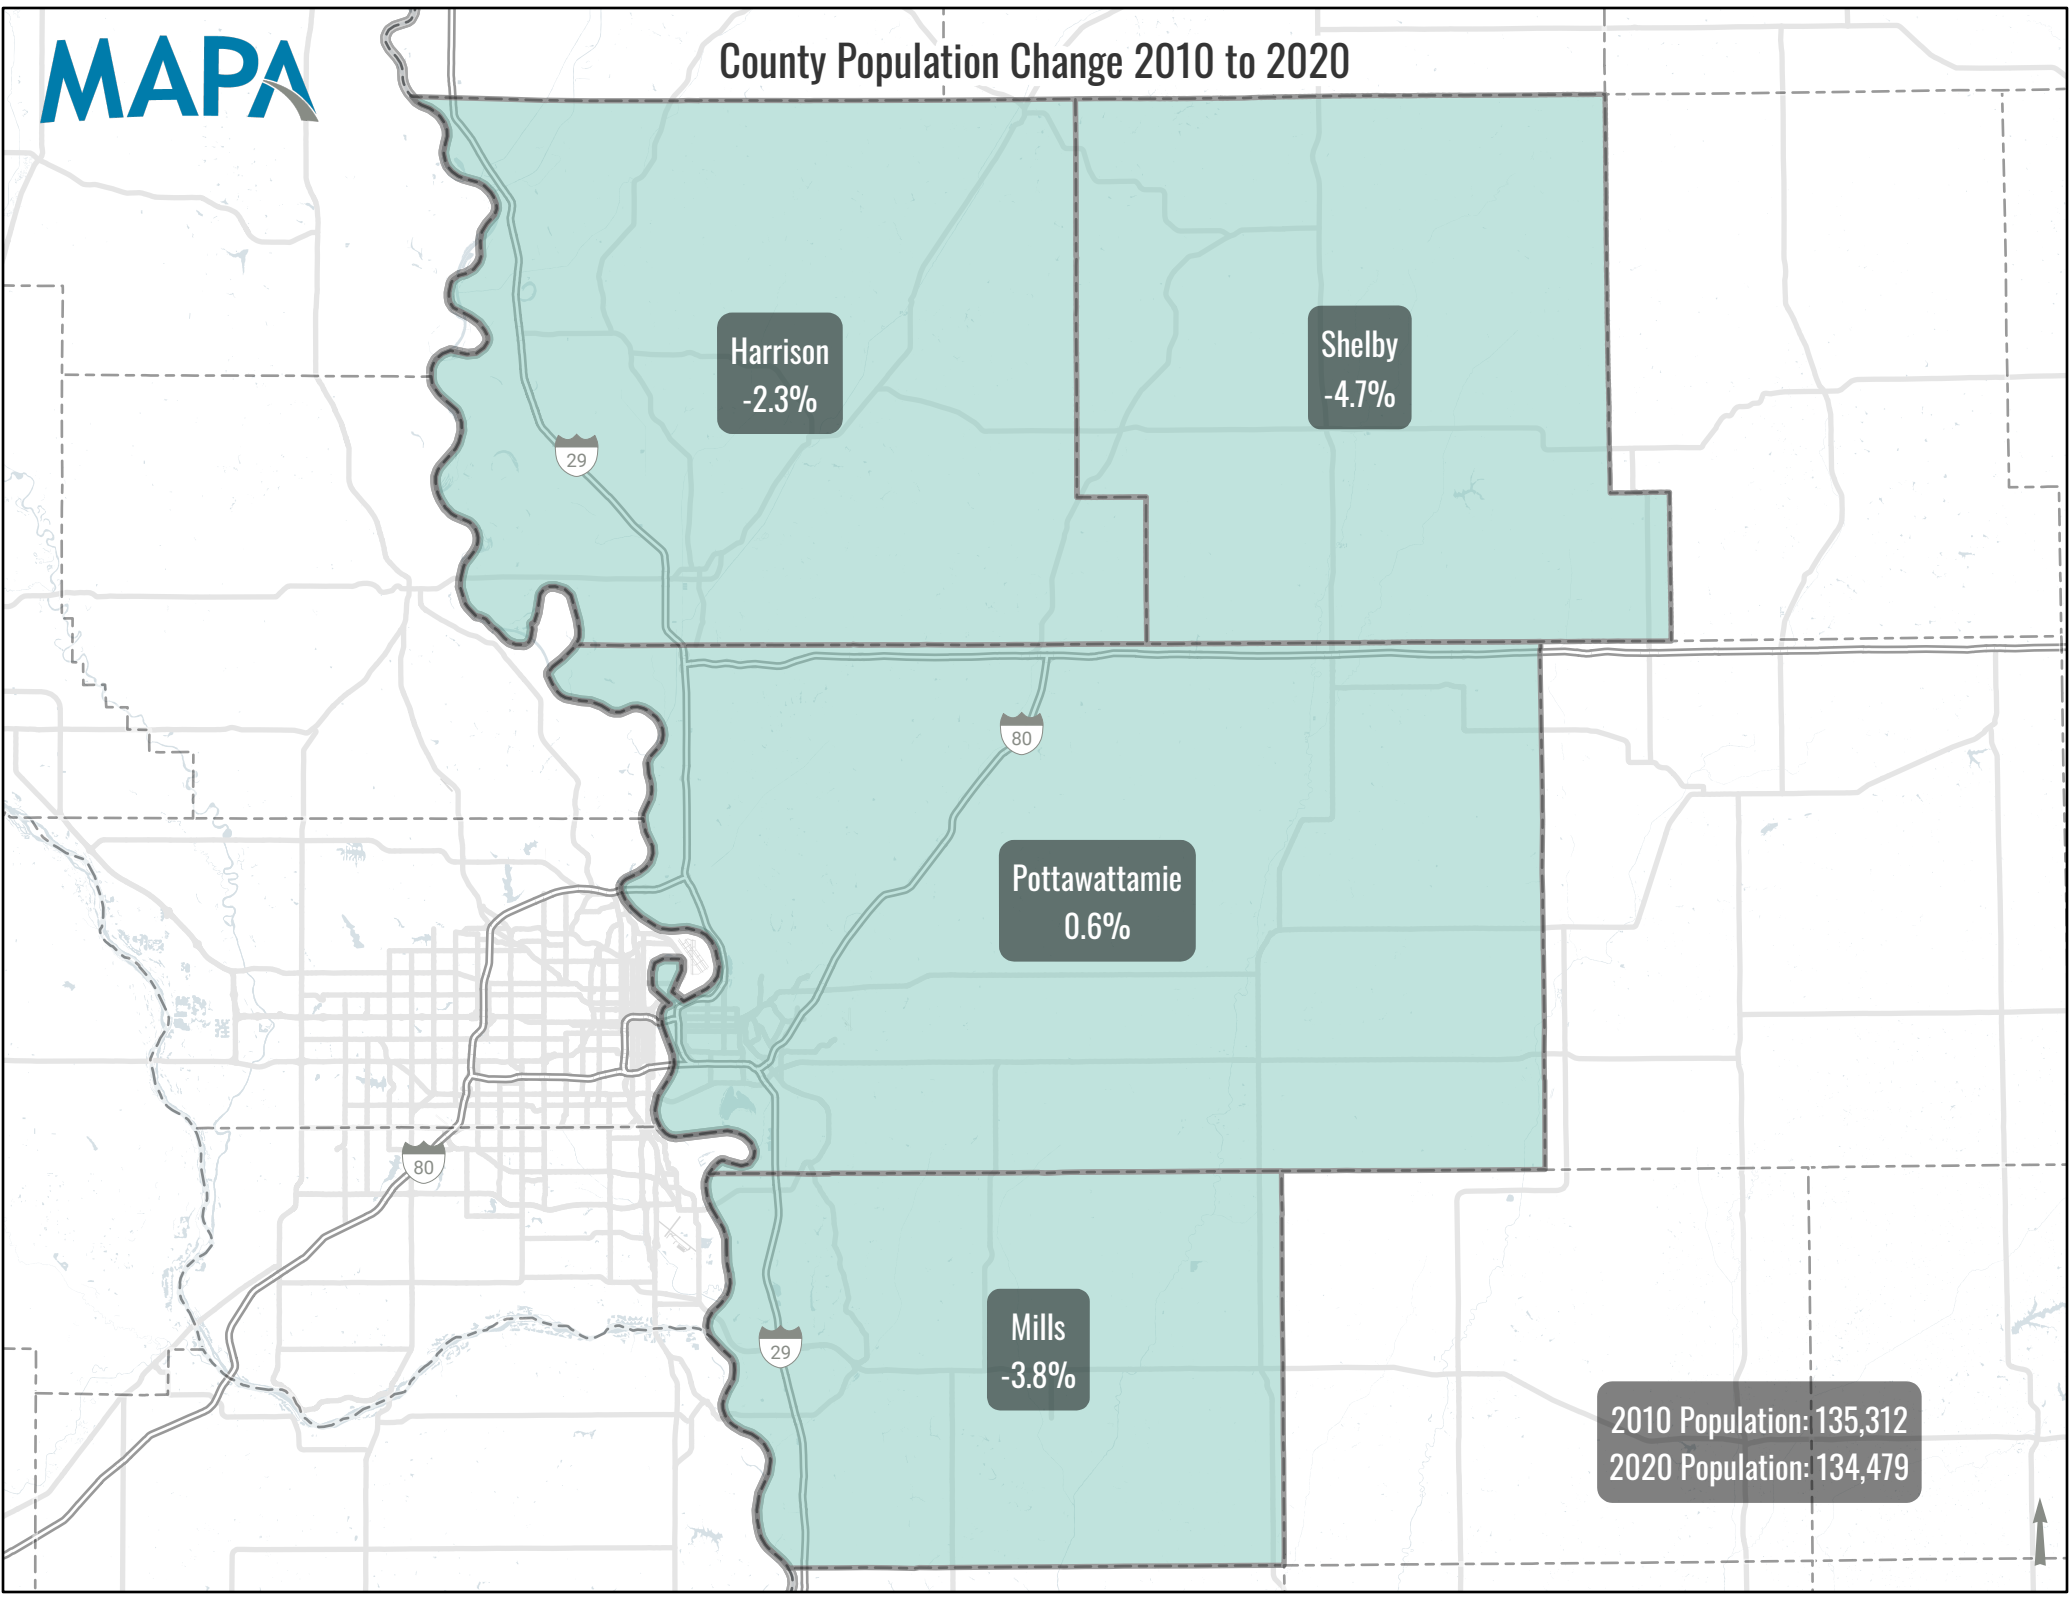 MAPA
County Population Change 2010 to 2020
Harrison
-2.3%
Shelby
-4.7%
29
80
Pottawattamie
0.6%
80
Mills
-3.8%
29
2010 Population: 135,312
2020 Population: 134,479